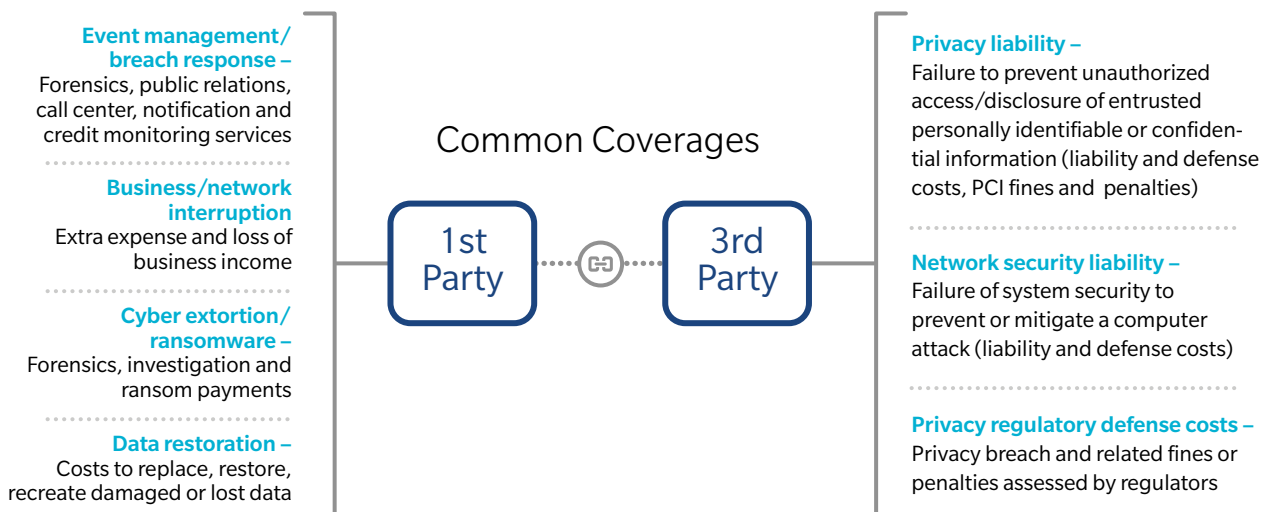 Event management/
breach response –
Forensics, public relations,
call center, notification and
credit monitoring services
Business/network
interruption
Extra expense and loss of
business income
Cyber extortion/
ransomware –
Forensics, investigation and
ransom payments
Data restoration –
Costs to replace, restore,
recreate damaged or lost data
Common Coverages
1st
Party
3rd
Party
Privacy liability –
Failure to prevent unauthorized
access/disclosure of entrusted
personally identifiable or confiden-
tial information (liability and defense
costs, PCI fines and penalties)
Network security liability –
Failure of system security to
prevent or mitigate a computer
attack (liability and defense costs)
Privacy regulatory defense costs –
Privacy breach and related fines or
penalties assessed by regulators